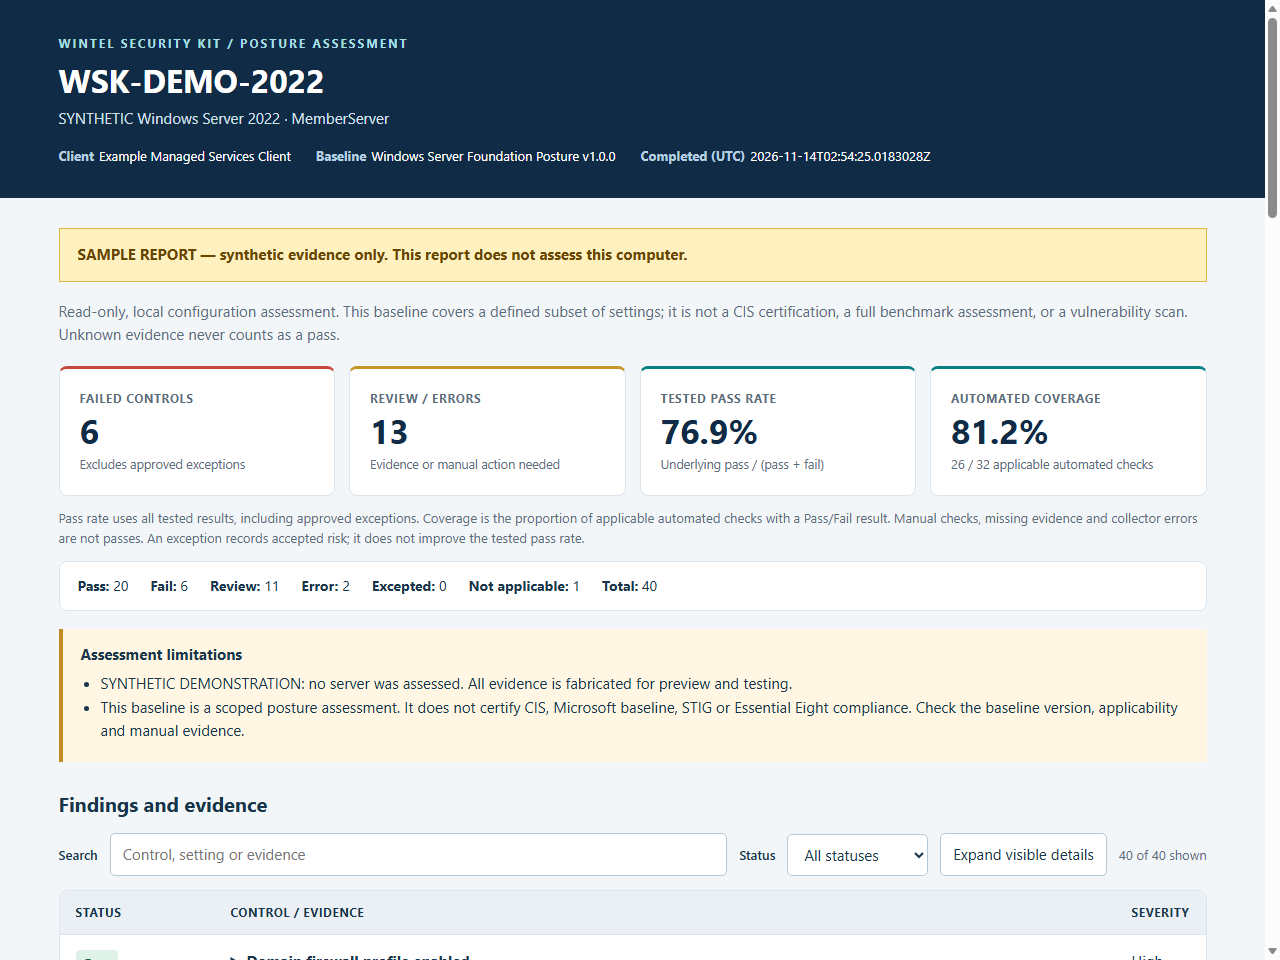 WINTEL SECURITY KIT / POSTURE ASSESSMENT
WSK-DEMO-2022
SYNTHETIC Windows Server 2022 · MemberServer
Client Example Managed Services Client Baseline Windows Server Foundation Posture v1.0.0 Completed (UTC) 2026-11-14T02:54:25.0183028Z
SAMPLE REPORT — synthetic evidence only. This report does not assess this computer.
Read-only, local configuration assessment. This baseline covers a defined subset of settings; it is not a CIS certification, a full benchmark assessment, or a vulnerability scan.
Unknown evidence never counts as a pass.
FAILED CONTROLS
6
Excludes approved exceptions
REVIEW / ERRORS
13
Evidence or manual action needed
TESTED PASS RATE
76.9%
Underlying pass / (pass + fail)
AUTOMATED COVERAGE
81.2%
26 / 32 applicable automated checks
Pass rate uses all tested results, including approved exceptions. Coverage is the proportion of applicable automated checks with a Pass/Fail result. Manual checks, missing evidence and collector errors
are not passes. An exception records accepted risk; it does not improve the tested pass rate.
Pass: 20 Fail: 6 Review: 11 Error: 2 Excepted: 0 Not applicable: 1 Total: 40
Assessment limitations
• SYNTHETIC DEMONSTRATION: no server was assessed. All evidence is fabricated for preview and testing.
• This baseline is a scoped posture assessment. It does not certify CIS, Microsoft baseline, STIG or Essential Eight compliance. Check the baseline version, applicability
and manual evidence.
Findings and evidence
Search Control, setting or evidence Status All statuses Expand visible details 40 of 40 shown
STATUS CONTROL / EVIDENCE SEVERITY
Domain firewall profile enabled High